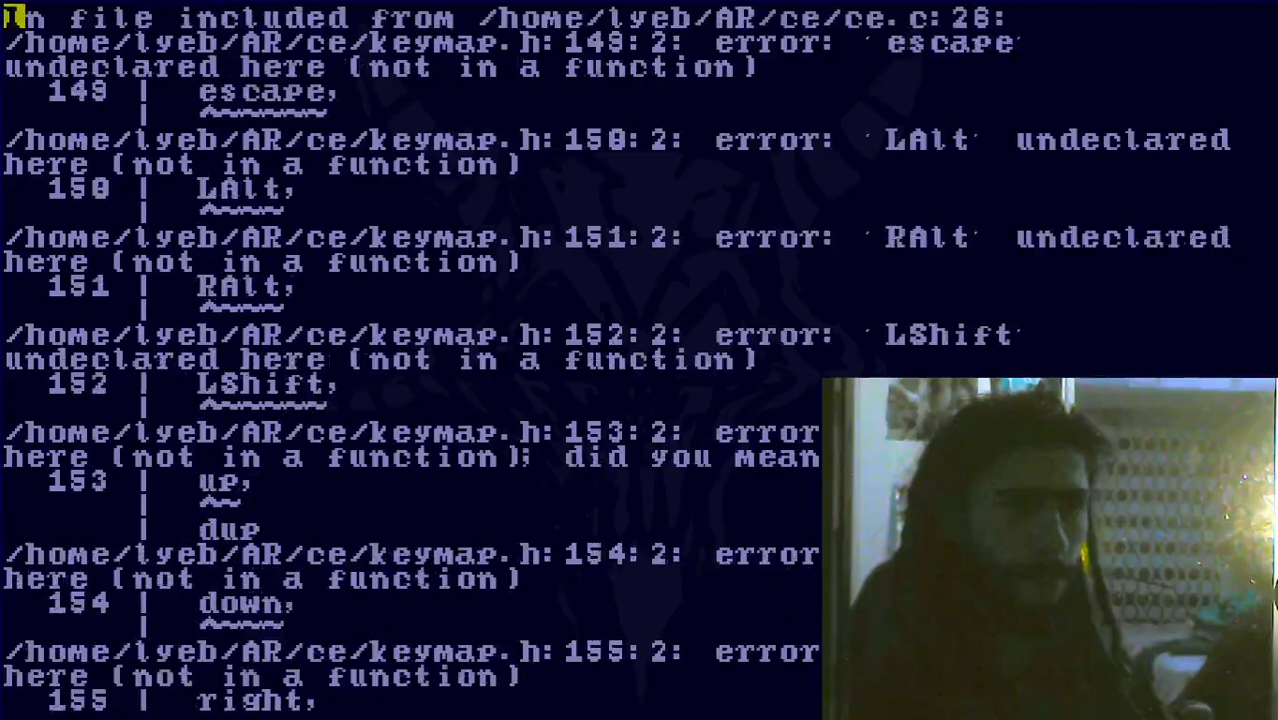 In file included from /home/lyeb/AR/ce/ce.c:26:
/home/lyeb/AR/ce/keymap.h:149:2: error: 'escape'
undeclared here (not in a function)
149 | escape,
| ^~~~~~
/home/lyeb/AR/ce/keymap.h:150:2: error: 'LAlt' undeclared
here (not in a function)
150 | LAlt,
| ^~~~
/home/lyeb/AR/ce/keymap.h:151:2: error: 'RAlt' undeclared
here (not in a function)
151 | RAlt,
| ^~~~
/home/lyeb/AR/ce/keymap.h:152:2: error: 'LShift'
undeclared here (not in a function)
152 | LShift,
| ^~~~~~
/home/lyeb/AR/ce/keymap.h:153:2: error
here (not in a function); did you mean
153 | up,
| ^~
| dup
/home/lyeb/AR/ce/keymap.h:154:2: error
here (not in a function)
154 | down,
| ^~~~
/home/lyeb/AR/ce/keymap.h:155:2: error
here (not in a function)
155 | right,